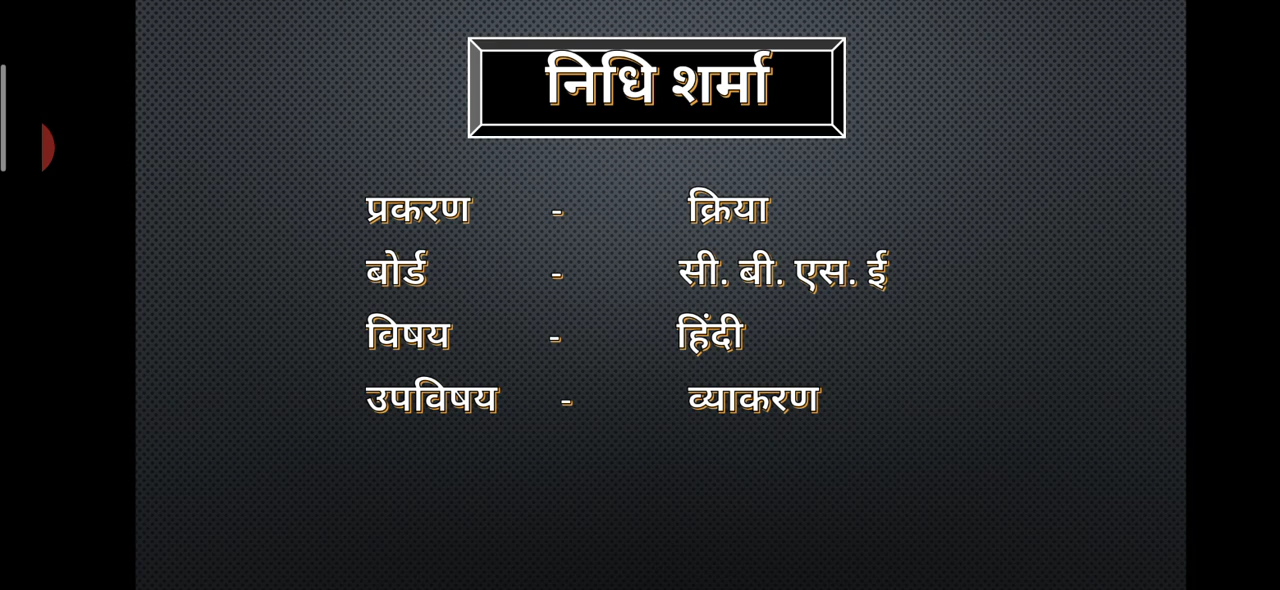 निधि शर्मा
प्रकरण - क्रिया
बोर्ड - सी. बी. एस. ई
विषय - हिंदी
उपविषय - व्याकरण